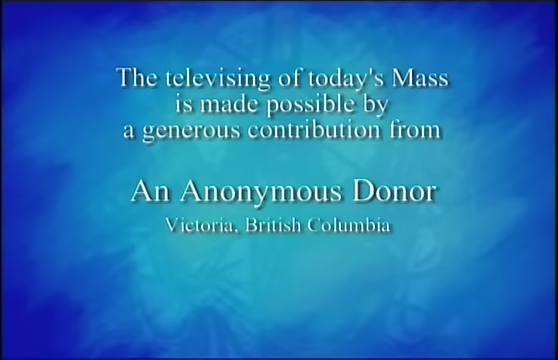 The televising of today's Mass
is made possible by
a generous contribution from
An Anonymous Donor
Victoria, British Columbia